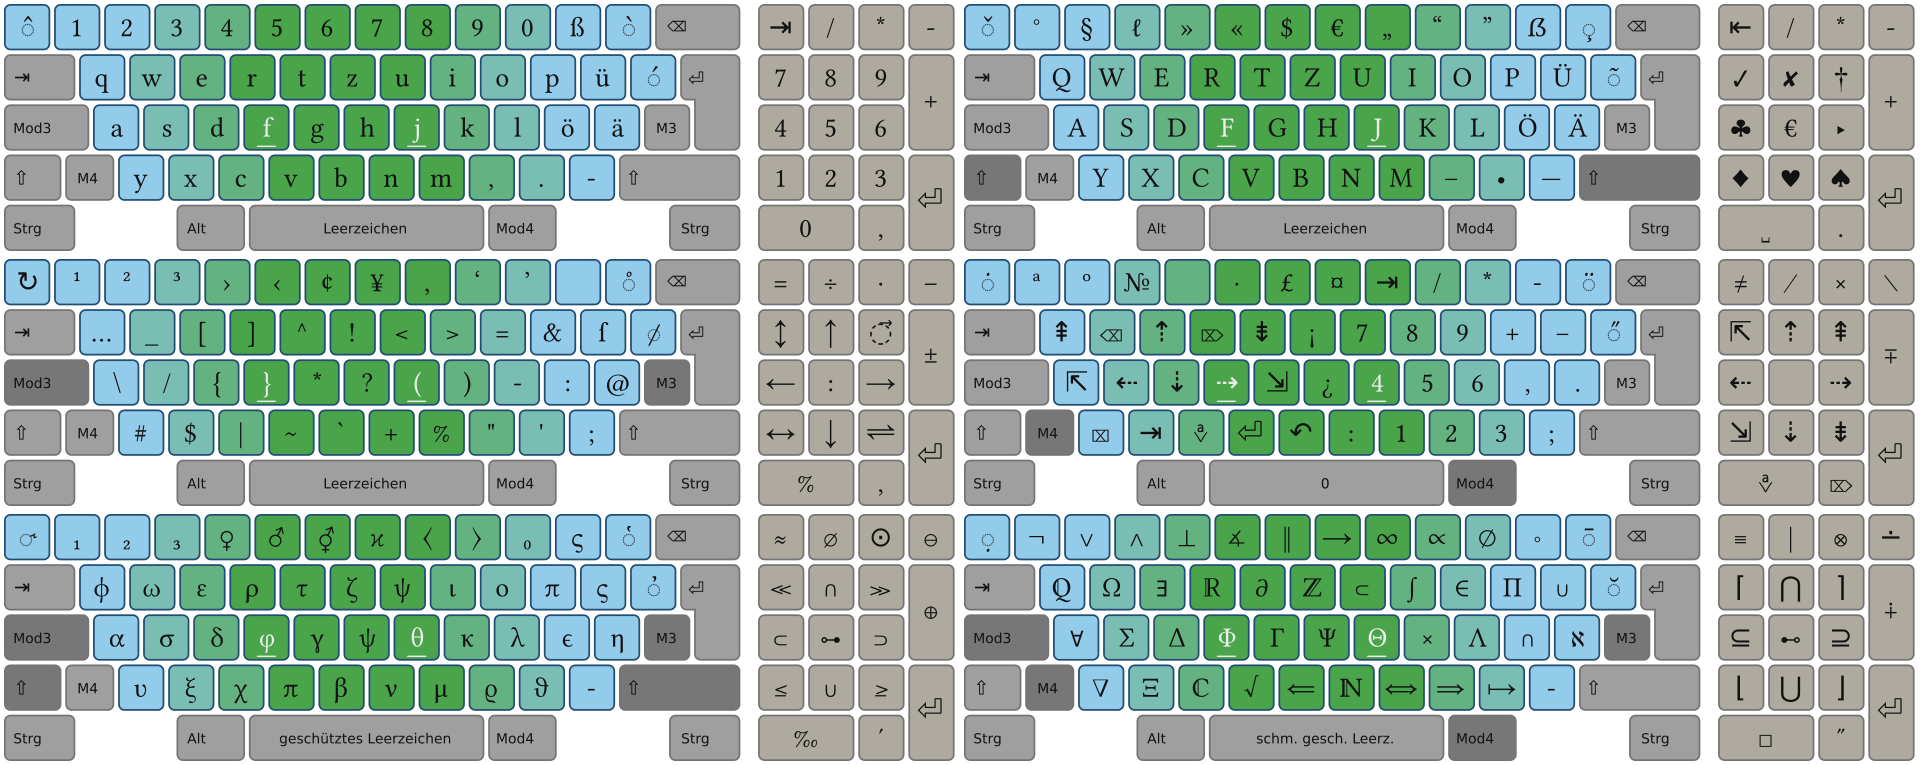 ◌̂ 1 2 3 4 5 6 7 8 9 0 ß ◌̀ ⌫ ⇥ / * - ◌̌ ° § ℓ » « $ € „ “ ” ẞ ◌̧ ⌫ ⇤ / * -
⇥ q w e r t z u i o p ü ◌́ ⏎ 7 8 9 + ⇥ Q W E R T Z U I O P Ü ◌̃ ⏎ ✓ ✘ † +
Mod3 a s d f g h j k l ö ä M3 4 5 6 Mod3 A S D F G H J K L Ö Ä M3 ♣ € ‣
⇧ M4 y x c v b n m , . - ⇧ 1 2 3 ⏎ ⇧ M4 Y X C V B N M – • — ⇧ ♦ ♥ ♠ ⏎
Strg Alt Leerzeichen Mod4 Strg 0 , Strg Alt Leerzeichen Mod4 Strg ␣ .
↻ ¹ ² ³ › ‹ ¢ ¥ ‚ ‘ ’ ◌̊ ⌫ = ÷ · − ◌̇ ª º № · £ ¤ ⇥ / * - ◌̈ ⌫ ≠ ∕ × ∖
⇥ … _ [ ] ^ ! < > = & ſ ◌̷ ⏎ ↕ ↑ ± ⇥ ⇞ ⌫ ⇡ ⌦ ⇟ ¡ 7 8 9 + − ◌̋ ⏎ ⇱ ⇡ ⇞ ∓
Mod3 \ / { } * ? ( ) - : @ M3 ← : → Mod3 ⇱ ⇠ ⇣ ⇢ ⇲ ¿ 4 5 6 , . M3 ⇠ ⇢
⇧ M4 # $ | ~ ` + % " ' ; ⇧ ↔ ↓ ⇌ ⏎ ⇧ M4 ⌧ ⇥ ⎀ ⏎ ↶ : 1 2 3 ; ⇧ ⇲ ⇣ ⇟ ⏎
Strg Alt Leerzeichen Mod4 Strg % , Strg Alt 0 Mod4 Strg ⎀ ⌦
◌˞ ₁ ₂ ₃ ♀ ♂ ⚥ ϰ ⟨ ⟩ ₀ ς ◌̔ ⌫ ≈ ⌀ ⊙ ⊖ ◌̣ ¬ ∨ ∧ ⊥ ∡ ∥ → ∞ ∝ ∅ ∘ ◌̄ ⌫ ≡ ∣ ⊗ ∸
⇥ ϕ ω ε ρ τ ζ ψ ι ο π ς ◌̓ ⏎ ≪ ∩ ≫ ⊕ ⇥ ℚ Ω ∃ ℝ ∂ ℤ ⊂ ∫ ∈ Π ∪ ◌̆ ⏎ ⌈ ⋂ ⌉ ∔
Mod3 α σ δ φ γ ψ θ κ λ ϵ η M3 ⊂ ⊶ ⊃ Mod3 ∀ Σ Δ Φ Γ Ψ Θ × Λ ∩ ℵ M3 ⊆ ⊷ ⊇
⇧ M4 υ ξ χ π β ν μ ϱ ϑ - ⇧ ≤ ∪ ≥ ⏎ ⇧ M4 ∇ Ξ ℂ √ ⇐ ℕ ⇔ ⇒ ↦ - ⇧ ⌊ ⋃ ⌋ ⏎
Strg Alt geschütztes Leerzeichen Mod4 Strg ‰ ′ Strg Alt schm. gesch. Leerz. Mod4 Strg □ ″